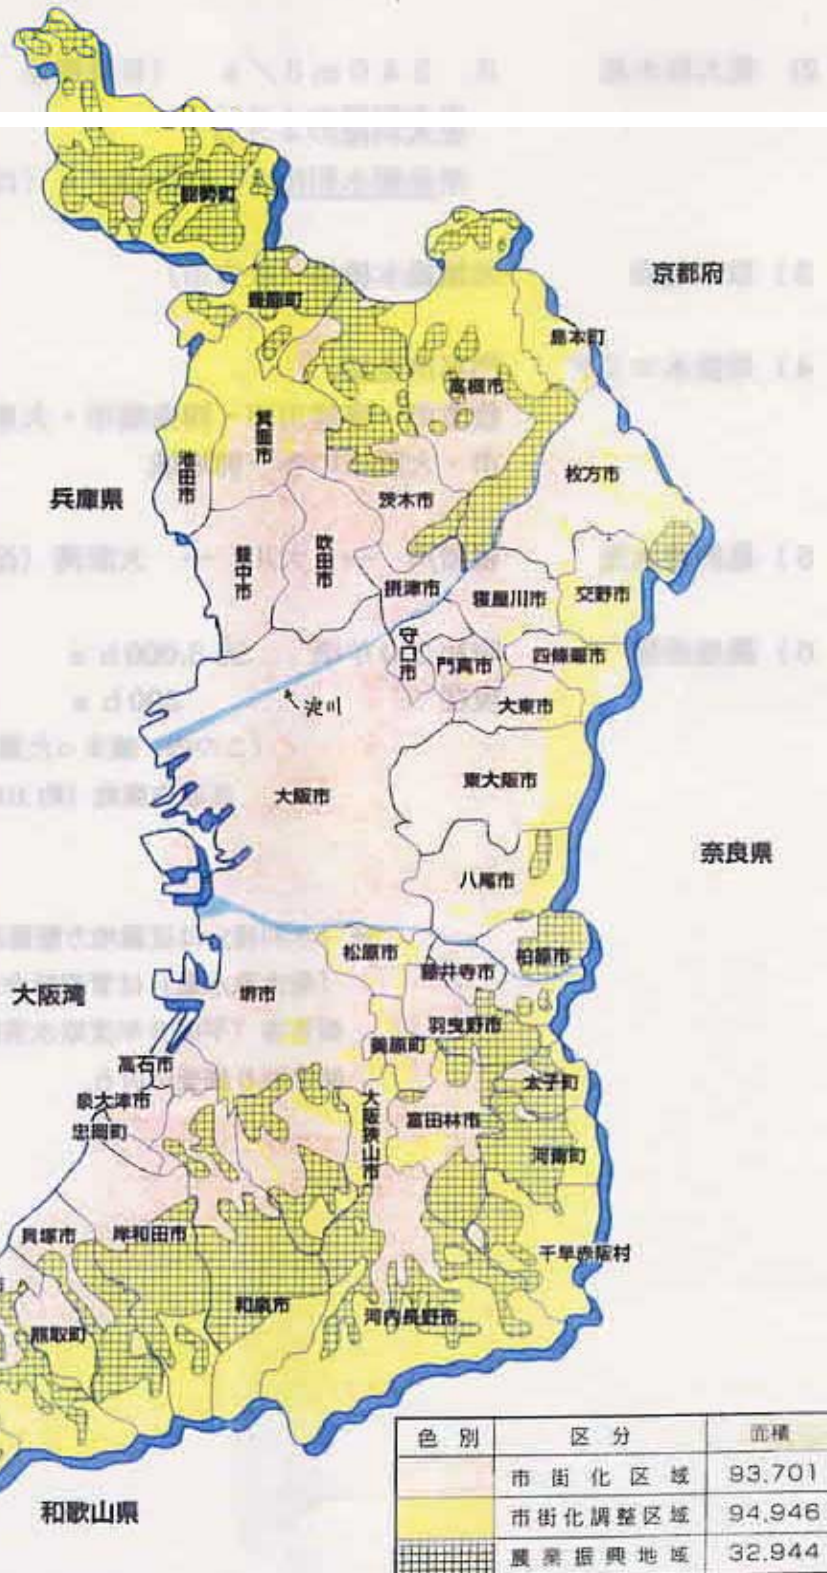 能勢町
豊能町
京都府
島本町
高槻市
箕面市
池田市
枚方市
茨木市
兵庫県
吹田市
豊中市
摂津市
寝屋川市
交野市
守口市
門真市
四條畷市
淀川
大東市
東大阪市
大阪市
奈良県
八尾市
松原市
藤井寺市
柏原市
大阪湾
堺市
羽曳野市
美原町
高石市
太子町
泉大津市
大阪狭山市
富田林市
忠岡町
河南町
貝塚市
岸和田市
千早赤阪村
和泉市
河内長野市
熊取町
和歌山県
色別 区分 面積
市街化区域 93,701
市街化調整区域 94,946
農業振興地域 32,944